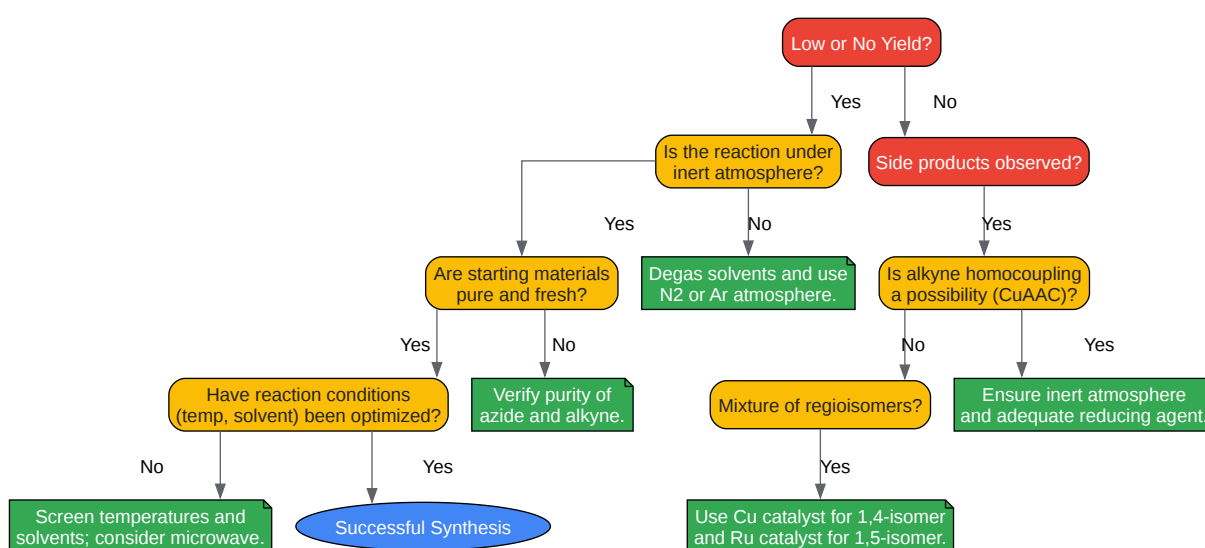 Low or No Yield?
Yes
No
Is the reaction under
inert atmosphere?
Side products observed?
Yes
No
Yes
Are starting materials
pure and fresh?
Degas solvents and use
N2 or Ar atmosphere.
Is alkyne homocoupling
a possibility (CuAAC)?
Yes
No
No
Yes
Have reaction conditions
(temp, solvent) been optimized?
Verify purity of
azide and alkyne.
Mixture of regioisomers?
Ensure inert atmosphere
and adequate reducing agent.
No
Yes
Yes
Screen temperatures and
solvents; consider microwave.
Successful Synthesis
Use Cu catalyst for 1,4-isomer
and Ru catalyst for 1,5-isomer.